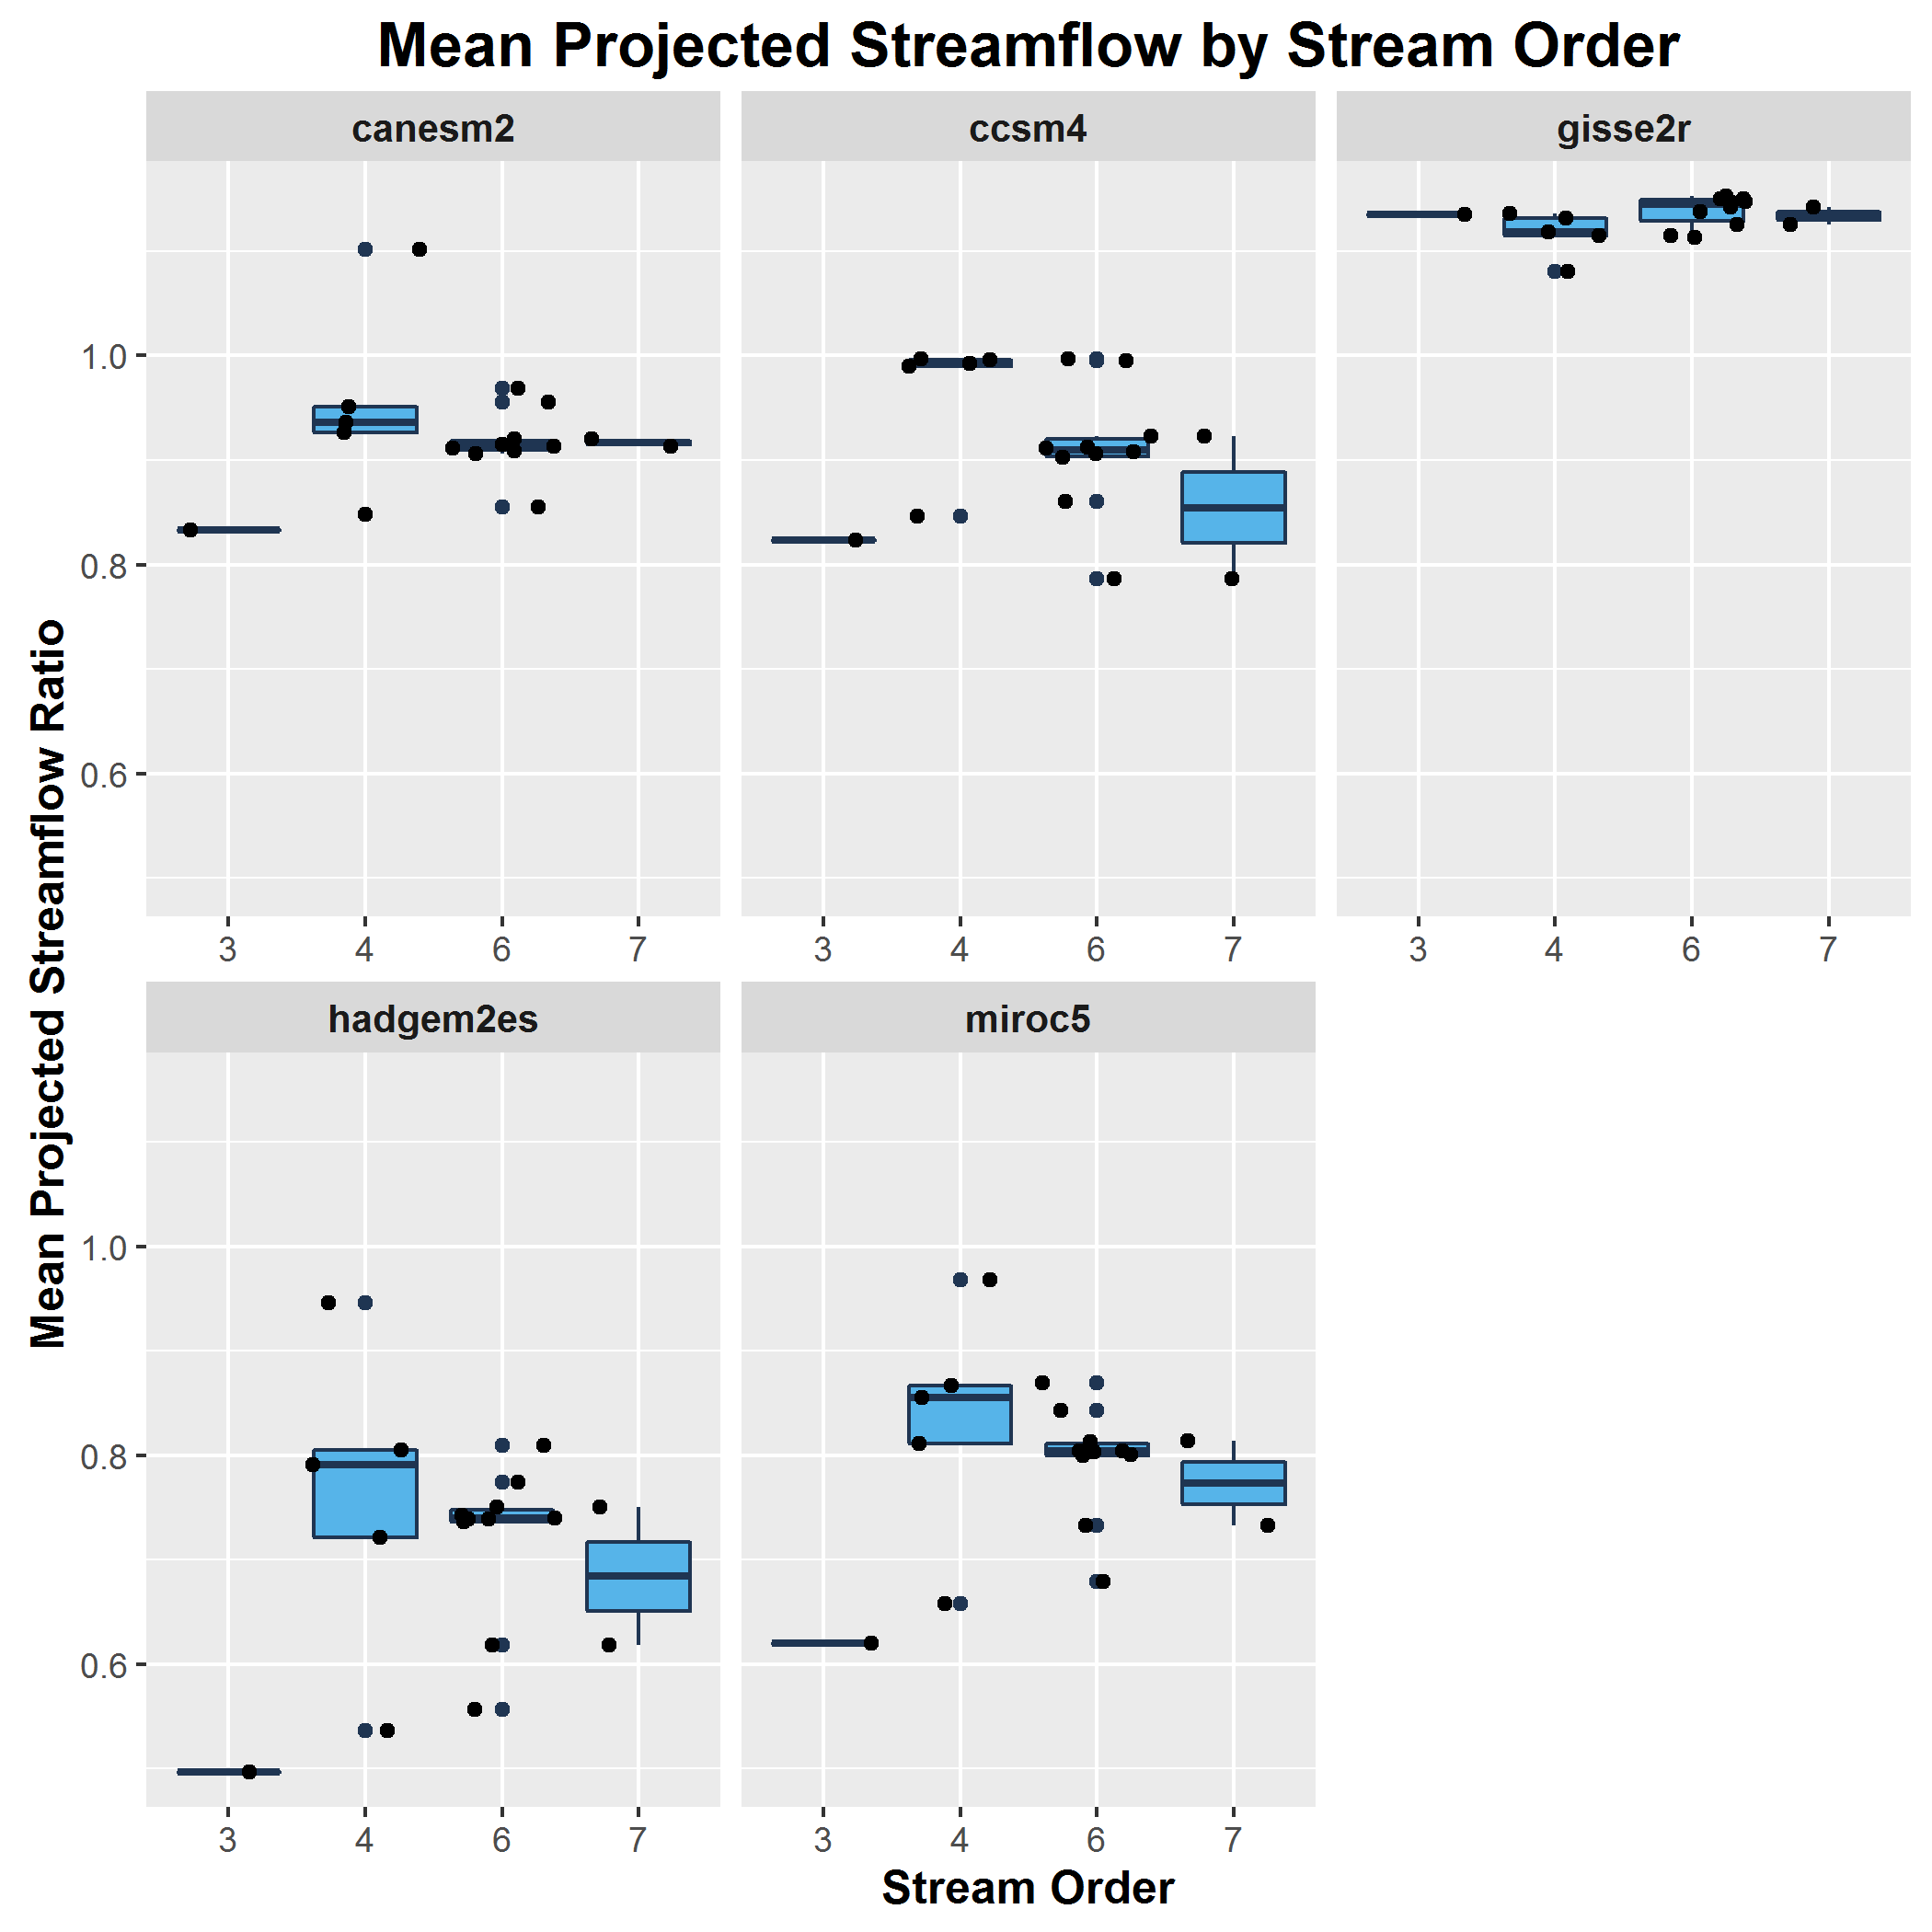 Mean Projected Streamflow by Stream Order
canesm2
ccsm4
gisse2r
1.0
0.8
0.6
3 4 6 7
3 4 6 7
3 4 6 7
Mean Projected Streamflow Ratio
hadgem2es
miroc5
1.0
0.8
0.6
3 4 6 7
3 4 6 7
Stream Order